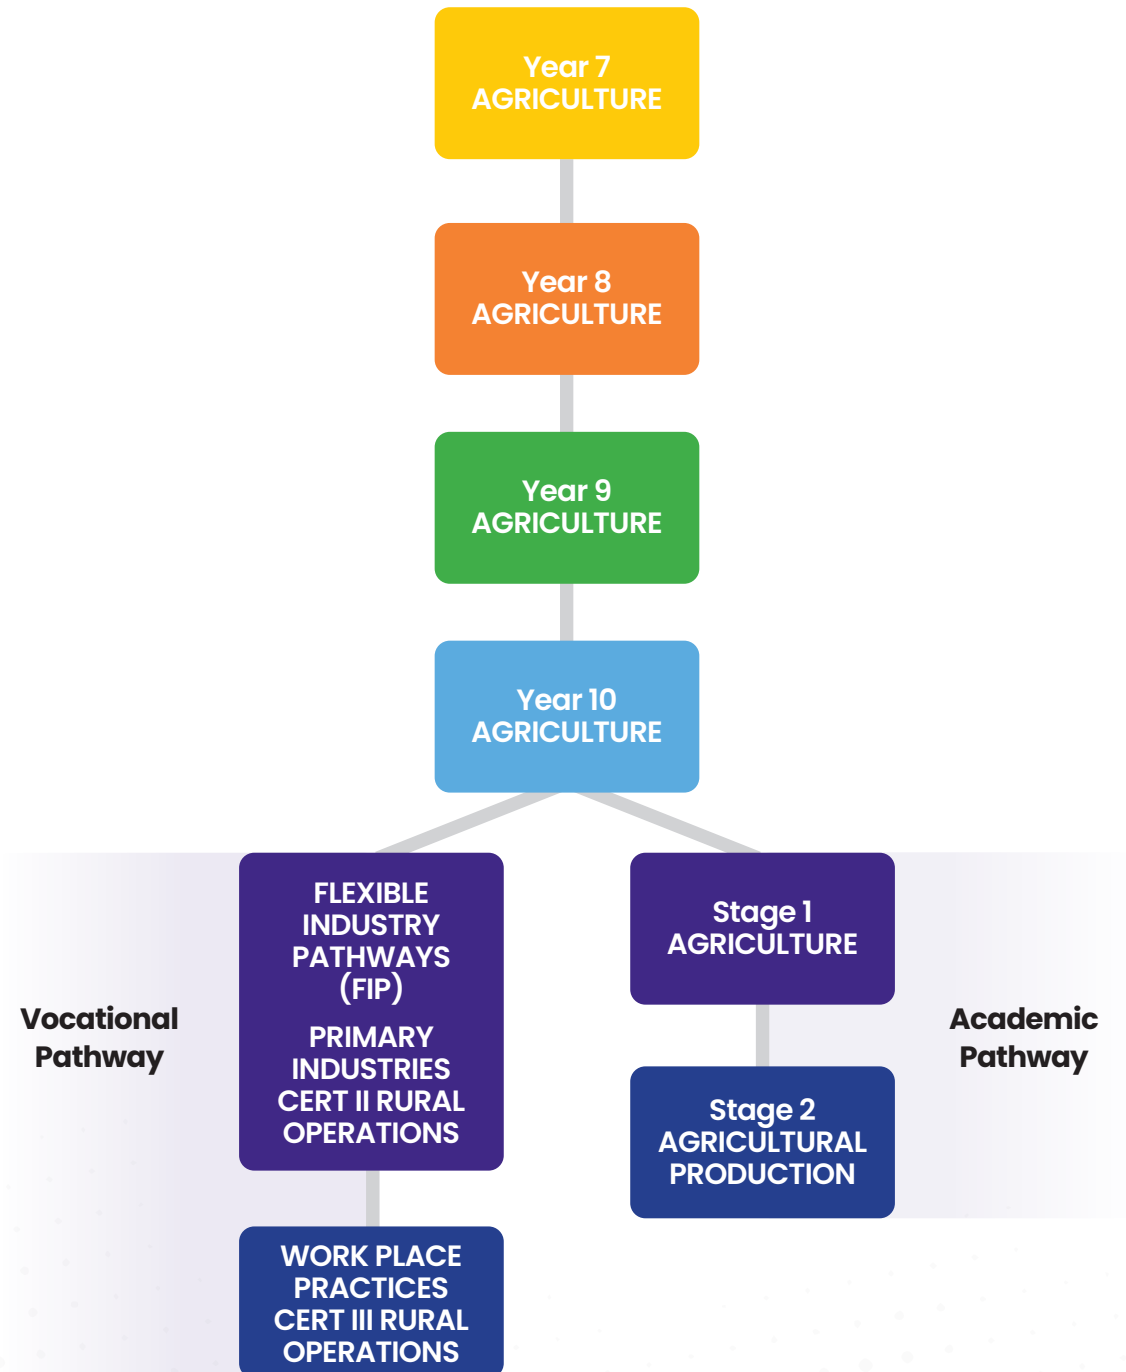 Year 7
AGRICULTURE
Year 8
AGRICULTURE
Year 9
AGRICULTURE
Year 10
AGRICULTURE
Vocational
Pathway
FLEXIBLE
INDUSTRY
PATHWAYS
(FIP)
PRIMARY
INDUSTRIES
CERT II RURAL
OPERATIONS
WORK PLACE
PRACTICES
CERT III RURAL
OPERATIONS
Stage 1
AGRICULTURE
Stage 2
AGRICULTURAL
PRODUCTION
Academic
Pathway